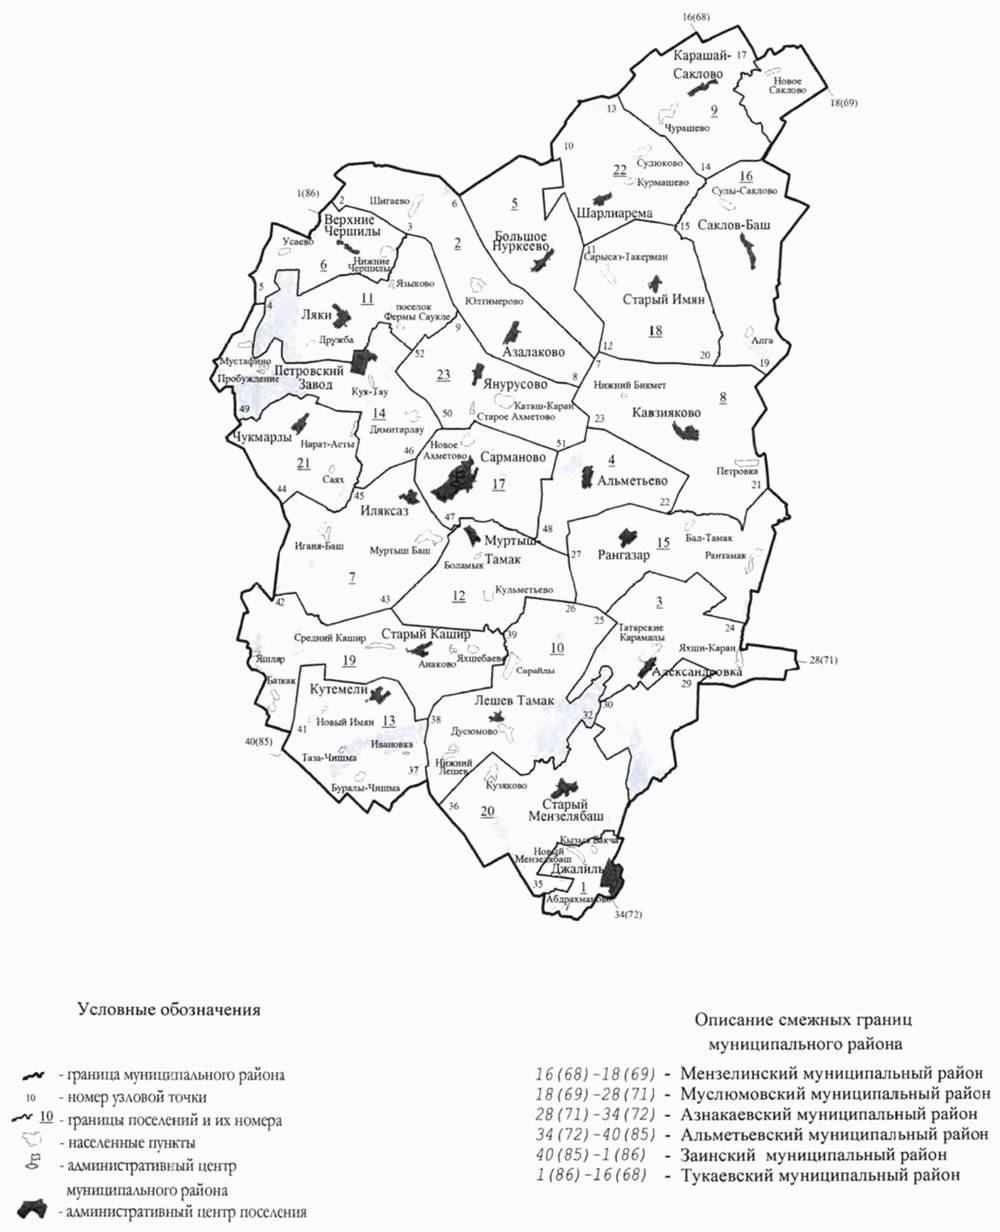 16(68)
Карашай-
Саклово
17
Новое
Саклово
18(69)
13
9
Чурашево
10
14
Судюково
22
Курмашево
16
Сулы-Саклово
1(86)
2
Шигаево
6
5
Шарлиарема
15
Саклов-Баш
Верхние
Чершилы
3
2
Большое
Нуркеево
11
Сарысаз-Такерман
Усаево
6
Нижние
Чершилы
Языково
Юлтимерово
Старый Имян
5
4
11
поселок
Фермы Саукле
Ляки
9
18
Дружба
Азалаково
12
20
Алга
19
Мустафино
Пробуждение
Петровский
Завод
52
23
Янурусово
8
7
Нижний Бикмет
8
Кук-Тау
Каташ-Каран
Старое Ахметово
Кавзияково
49
14
50
23
Чукмарлы
Димитарлау
Нарат-Асты
46
Новое
Ахметово
Сарманово
51
4
21
Саях
17
Альметьево
Петровка
21
44
45
Иляксаз
47
48
22
Иганя-Баш
Муртыш Баш
Муртыш-
Тамак
Боламык
27
Рангазар
15
Бал-Тамак
Рантамак
7
12
Кульметьево
3
42
43
26
25
24
Средний Кашир
Старый Кашир
39
10
Татарские
Карамалы
Яхши-Каран
28(71)
Яшляр
19
Анаково
Яхшебаево
Сарайлы
Александровка
29
Баткак
Кутемели
Лешев Тамак
30
32
Новый Имян
13
38
Дусюмово
41
40(85)
Ивановка
Таза-Чишма
37
Нижний
Лешев
Буралы-Чишма
Кузяково
36
20
Старый
Мензелябаш
Кызыл Вакча
Новый
Мензелябаш
Джалиль
35
1
Абдрахманово
34(72)
Условные обозначения
- граница муниципального района
10 - номер узловой точки
10 - границы поселений и их номера
- населенные пункты
- административный центр
муниципального района
- административный центр поселения
Описание смежных границ
муниципального района
16(68)-18(69) - Мензелинский муниципальный район
18(69)-28(71) - Муслюмовский муниципальный район
28(71)-34(72) - Азнакаевский муниципальный район
34(72)-40(85) - Альметьевский муниципальный район
40(85)-1(86) - Заинский муниципальный район
1(86)-16(68) - Тукаевский муниципальный район